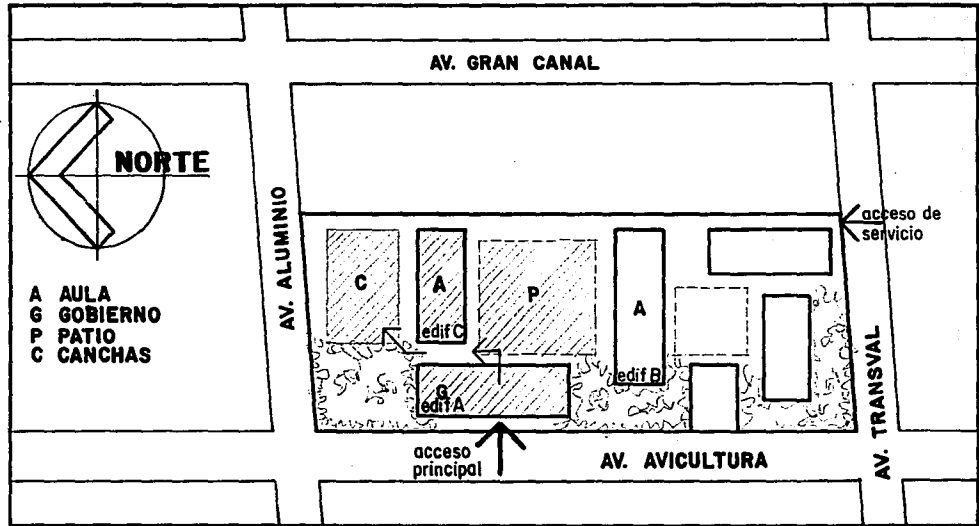 AV. GRAN CANAL
NORTE
AV. ALUMINIO
acceso de
servicio
A AULA
G GOBIERNO
P PATIO
C CANCHAS
C
A
edif C
P
A
edif B
G
edif A
AV. TRANSVAL
acceso
principal
AV. AVICULTURA